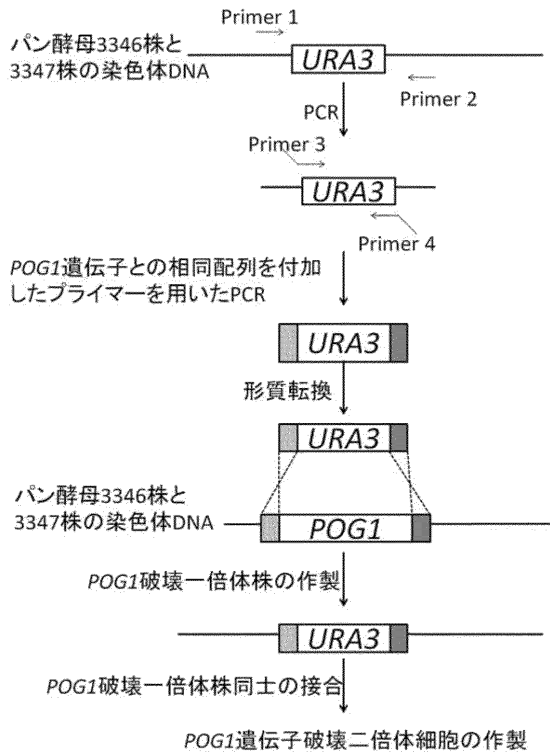 Primer 1
パン酵母3346株と
3347株の染色体DNA
URA3
Primer 2
PCR
Primer 3
URA3
Primer 4
POG1遺伝子との相同配列を付加
したプライマーを用いたPCR
URA3
形質転換
URA3
パン酵母3346株と
3347株の染色体DNA
POG1
POG1破壊一倍体株の作製
URA3
POG1破壊一倍体株同士の接合
POG1遺伝子破壊二倍体細胞の作製